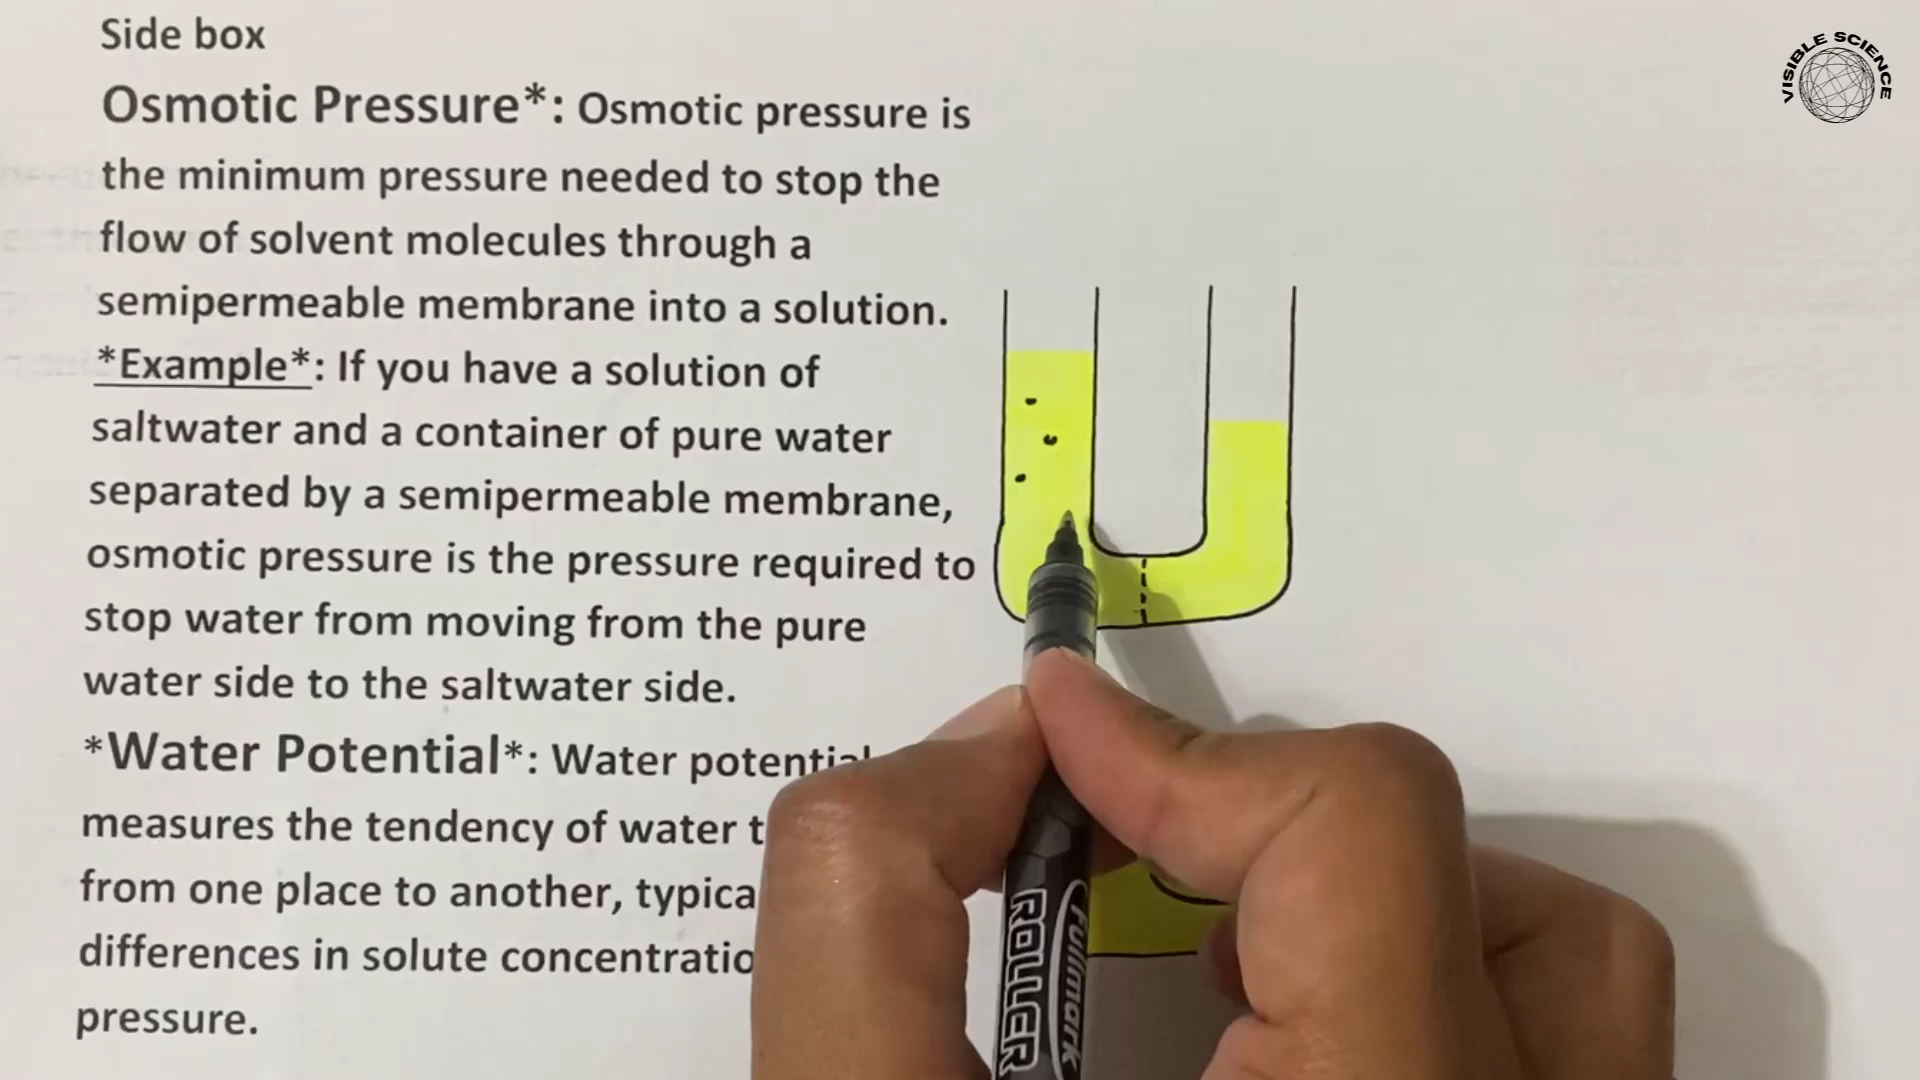 Side box
Osmotic Pressure*: Osmotic pressure is
the minimum pressure needed to stop the
flow of solvent molecules through a
semipermeable membrane into a solution.
*Example*: If you have a solution of
saltwater and a container of pure water
separated by a semipermeable membrane,
osmotic pressure is the pressure required to
stop water from moving from the pure
water side to the saltwater side.
*Water Potential*: Water potential
measures the tendency of water t
from one place to another, typica
differences in solute concentratio
pressure.
VISIBLE SCIENCE
Fullmark
ROLLER